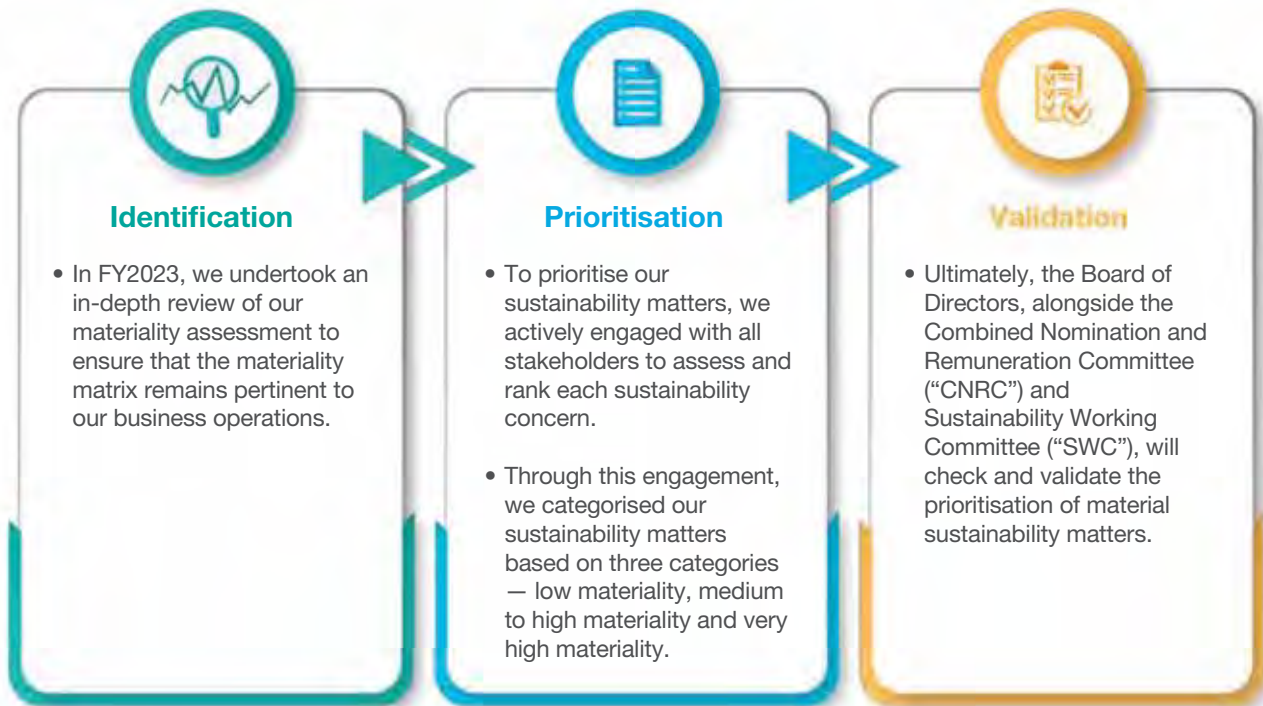 Identification
• In FY2023, we undertook an
in-depth review of our
materiality assessment to
ensure that the materiality
matrix remains pertinent to
our business operations.
Prioritisation
• To prioritise our
sustainability matters, we
actively engaged with all
stakeholders to assess and
rank each sustainability
concern.
• Through this engagement,
we categorised our
sustainability matters
based on three categories
— low materiality, medium
to high materiality and very
high materiality.
Validation
• Ultimately, the Board of
Directors, alongside the
Combined Nomination and
Remuneration Committee
(“CNRC”) and
Sustainability Working
Committee (“SWC”), will
check and validate the
prioritisation of material
sustainability matters.